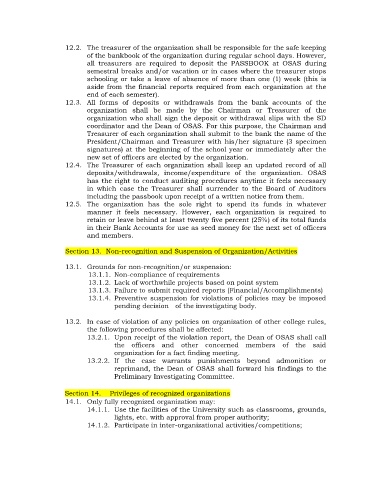 12.2. The treasurer of the organization shall be responsible for the safe keeping
of the bankbook of the organization during regular school days. However,
all treasurers are required to deposit the PASSBOOK at OSAS during
semestral breaks and/or vacation or in cases where the treasurer stops
schooling or take a leave of absence of more than one (1) week (this is
aside from the financial reports required from each organization at the
end of each semester).
12.3. All forms of deposits or withdrawals from the bank accounts of the
organization shall be made by the Chairman or Treasurer of the
organization who shall sign the deposit or withdrawal slips with the SD
coordinator and the Dean of OSAS. For this purpose, the Chairman and
Treasurer of each organization shall submit to the bank the name of the
President/Chairman and Treasurer with his/her signature (3 specimen
signatures) at the beginning of the school year or immediately after the
new set of officers are elected by the organization.
12.4. The Treasurer of each organization shall keep an updated record of all
deposits/withdrawals, income/expenditure of the organization. OSAS
has the right to conduct auditing procedures anytime it feels necessary
in which case the Treasurer shall surrender to the Board of Auditors
including the passbook upon receipt of a written notice from them.
12.5. The organization has the sole right to spend its funds in whatever
manner it feels necessary. However, each organization is required to
retain or leave behind at least twenty five percent (25%) of its total funds
in their Bank Accounts for use as seed money for the next set of officers
and members.
Section 13. Non-recognition and Suspension of Organization/Activities
13.1. Grounds for non-recognition/or suspension:
13.1.1. Non-compliance of requirements
13.1.2. Lack of worthwhile projects based on point system
13.1.3. Failure to submit required reports (Financial/Accomplishments)
13.1.4. Preventive suspension for violations of policies may be imposed
pending decision of the investigating body.
13.2. In case of violation of any policies on organization of other college rules,
the following procedures shall be affected:
13.2.1. Upon receipt of the violation report, the Dean of OSAS shall call
the officers and other concerned members of the said
organization for a fact finding meeting.
13.2.2. If the case warrants punishments beyond admonition or
reprimand, the Dean of OSAS shall forward his findings to the
Preliminary Investigating Committee.
Section 14. Privileges of recognized organizations
14.1. Only fully recognized organization may:
14.1.1. Use the facilities of the University such as classrooms, grounds,
lights, etc. with approval from proper authority;
14.1.2. Participate in inter-organizational activities/competitions;